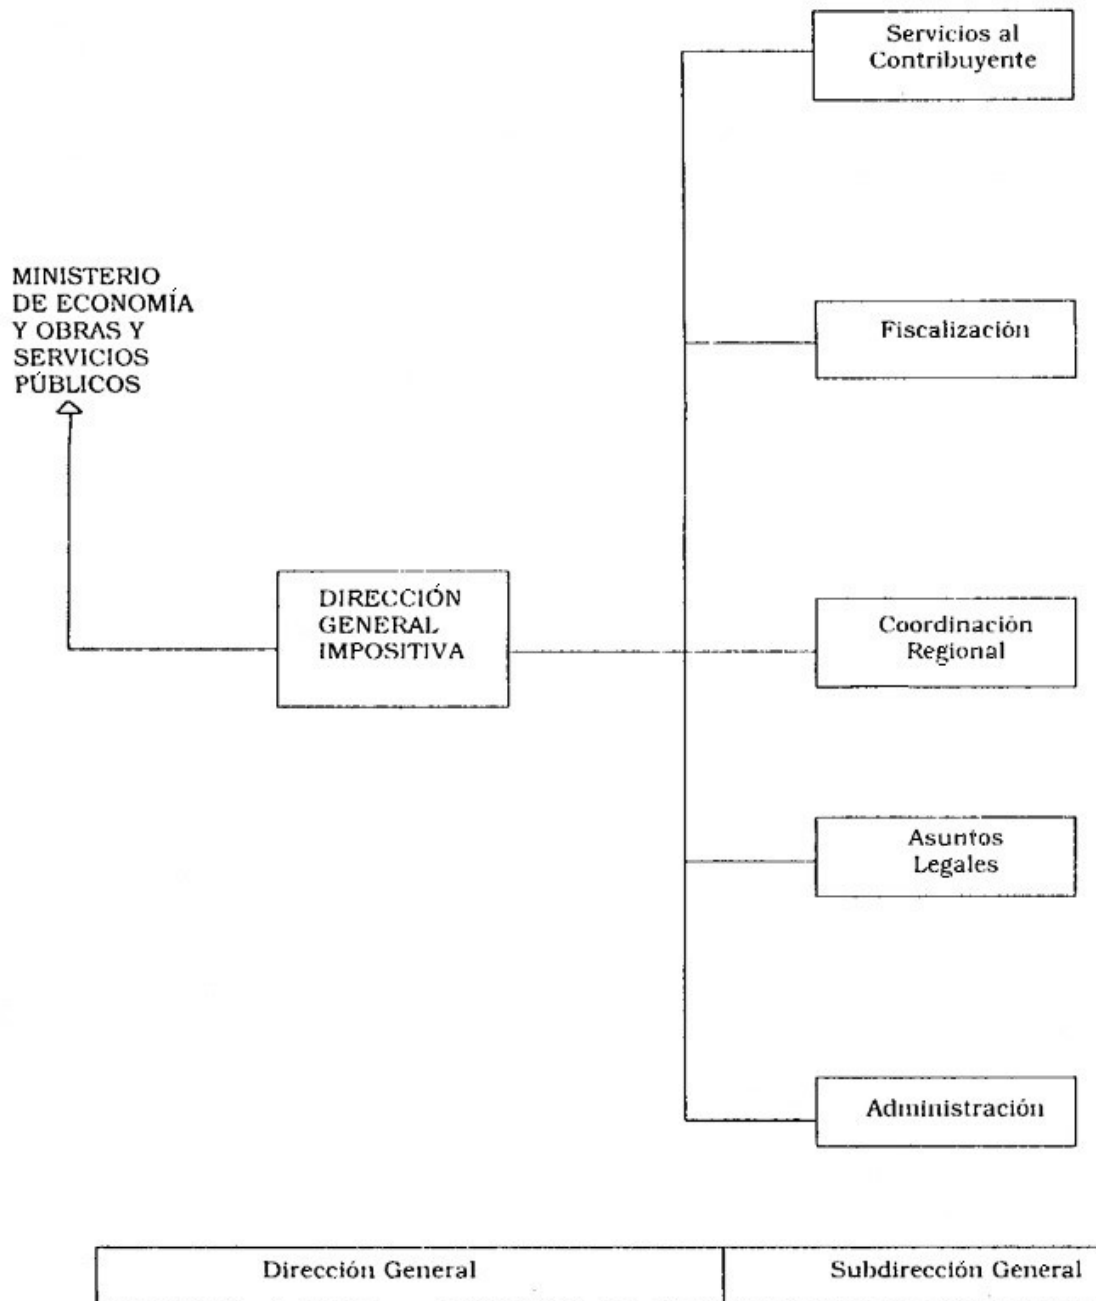 Servicios al
Contribuyente
MINISTERIO
DE ECONOMÍA
Y OBRAS Y
SERVICIOS
PÚBLICOS
Fiscalización
DIRECCIÓN
GENERAL
IMPOSITIVA
Coordinación
Regional
Asuntos
Legales
Administración
Dirección General
Subdirección General